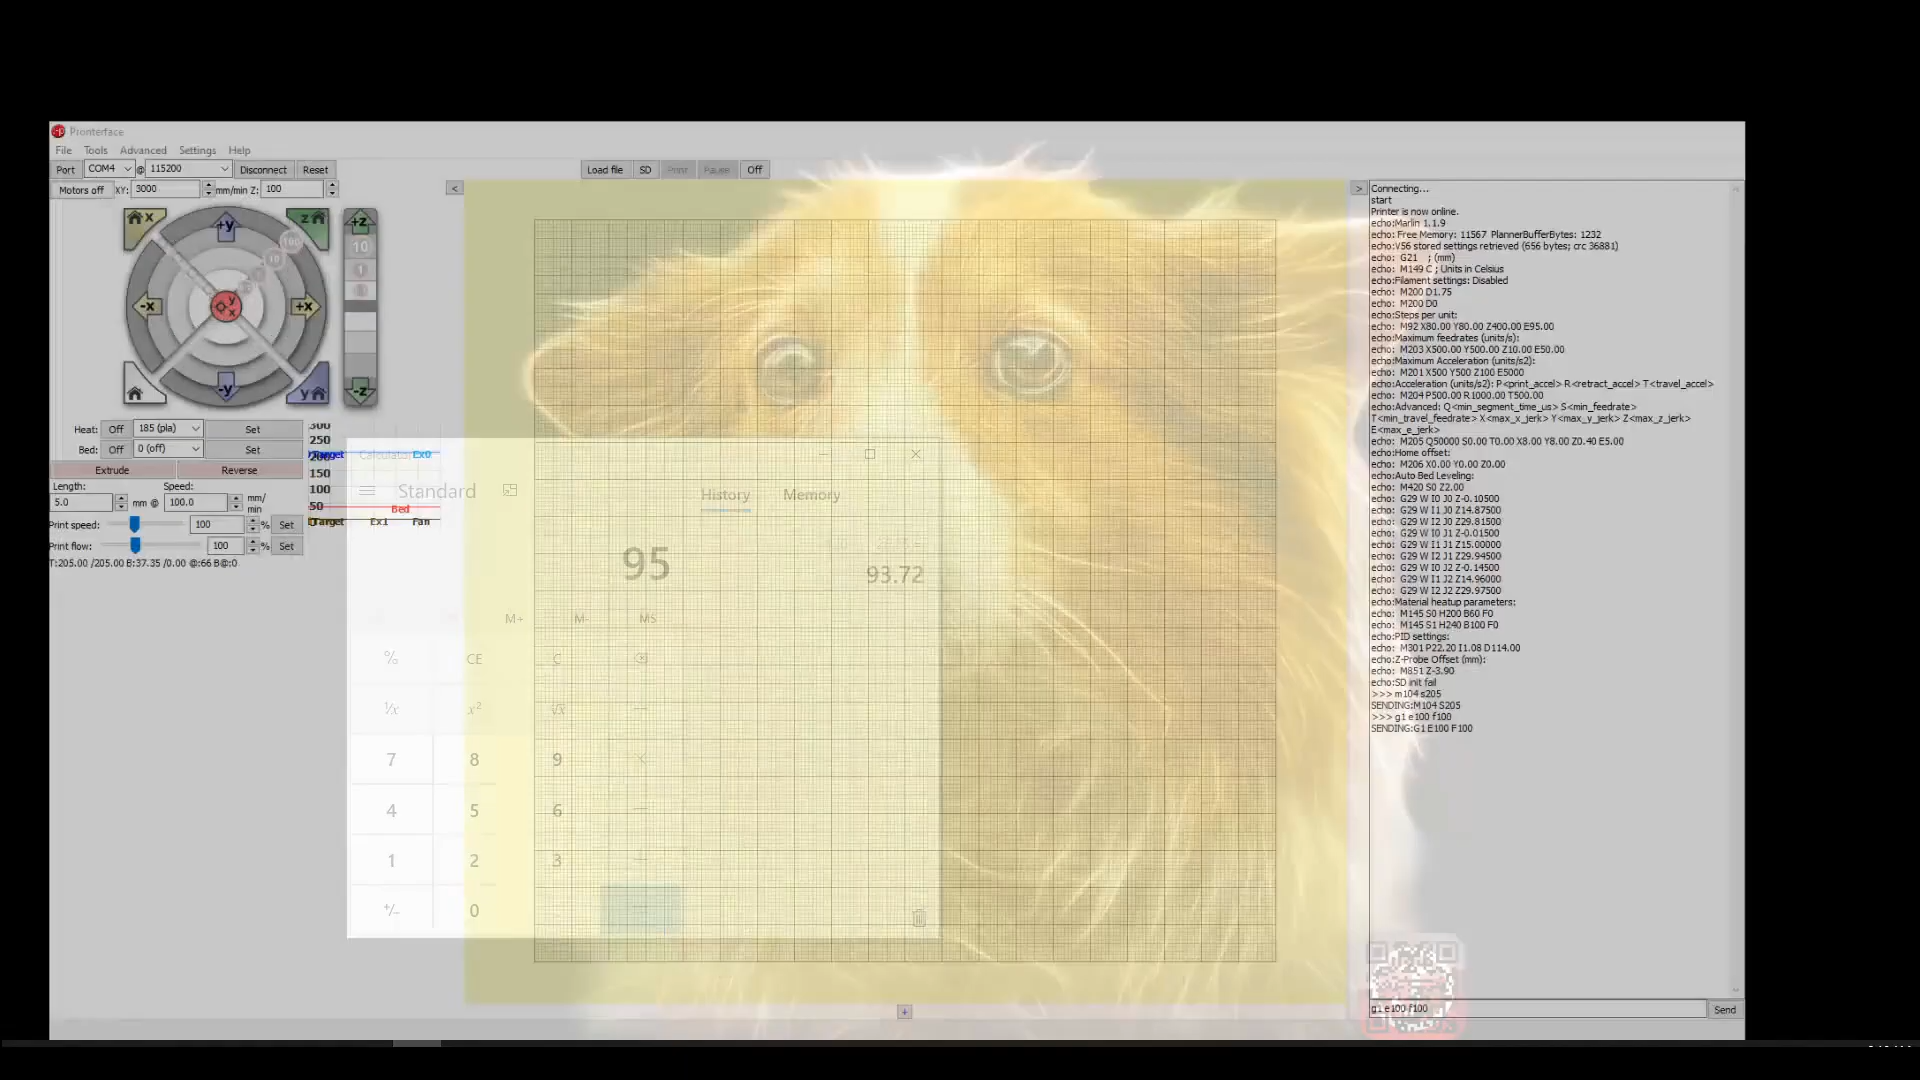 Pronterface
File Tools Advanced Settings Help
Port COM4 @ 115200 Disconnect Reset
Load file SD Print Pause Off
Motors off XY: 3000 mm/min Z: 100
<
>
x
+y
z
+z
100
10
10
1
-x
y
x
+x
-y
y
-z
Heat: Off 185 (pla) Set
Bed: Off 0 (off) Set
Extrude Reverse
Length: Speed:
5.0 mm @ 100.0 mm/
min
Print speed: 100 % Set
Print flow: 100 % Set
T:205.00 /205.00 B:37.35 /0.00 @:66 B@:0
300
250
200
150
100
50
Target Ex0
Bed
Target Ex1 Fan
Calculator
Standard
History Memory
95
93.72
M+ M- MS
% CE C
1/x x²
7 8 9 ×
4 5 6 −
1 2 3 +
+/− 0 =
Connecting...
start
Printer is now online.
echo:Marlin 1.1.9
echo: Free Memory: 11567 PlannerBufferBytes: 1232
echo:V56 stored settings retrieved (656 bytes; crc 36881)
echo: G21 ; (mm)
echo: M149 C ; Units in Celsius
echo:Filament settings: Disabled
echo: M200 D1.75
echo: M200 D0
echo:Steps per unit:
echo: M92 X80.00 Y80.00 Z400.00 E95.00
echo:Maximum feedrates (units/s):
echo: M203 X500.00 Y500.00 Z10.00 E50.00
echo:Maximum Acceleration (units/s2):
echo: M201 X500 Y500 Z100 E5000
echo:Acceleration (units/s2): P<print_accel> R<retract_accel> T<travel_accel>
echo: M204 P500.00 R1000.00 T500.00
echo:Advanced: Q<min_segment_time_us> S<min_feedrate>
T<min_travel_feedrate> X<max_x_jerk> Y<max_y_jerk> Z<max_z_jerk>
E<max_e_jerk>
echo: M205 Q50000 S0.00 T0.00 X8.00 Y8.00 Z0.40 E5.00
echo:Home offset:
echo: M206 X0.00 Y0.00 Z0.00
echo:Auto Bed Leveling:
echo: M420 S0 Z2.00
echo: G29 W I0 J0 Z-0.10500
echo: G29 W I1 J0 Z14.87500
echo: G29 W I2 J0 Z29.81500
echo: G29 W I0 J1 Z-0.01500
echo: G29 W I1 J1 Z15.00000
echo: G29 W I2 J1 Z29.94500
echo: G29 W I0 J2 Z-0.14500
echo: G29 W I1 J2 Z14.96000
echo: G29 W I2 J2 Z29.97500
echo:Material heatup parameters:
echo: M145 S0 H200 B60 F0
echo: M145 S1 H240 B100 F0
echo:PID settings:
echo: M301 P22.20 I1.08 D114.00
echo:Z-Probe Offset (mm):
echo: M851 Z-3.90
echo:SD init fail
>>> m104 s205
SENDING:M104 S205
>>> g1 e100 f100
SENDING:G1 E100 F100
g1 e100 f100 Send
+